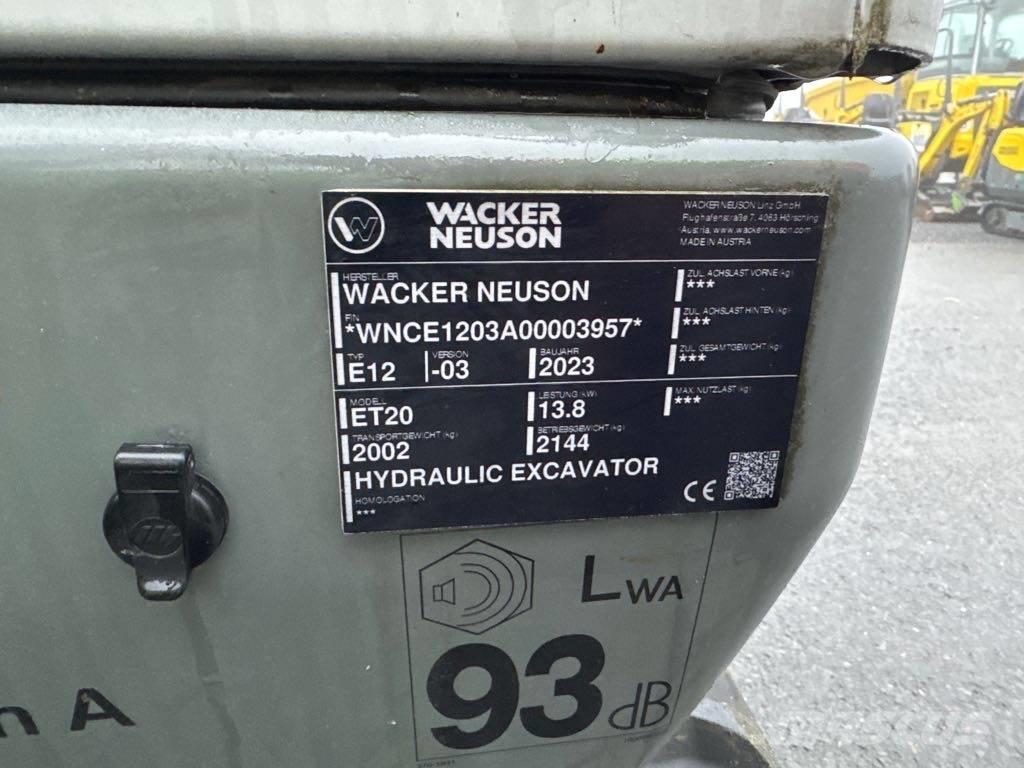 WACKER
NEUSON
WACKER NEUSON Linz GmbH
Flughafenstraße 7, 4063 Hörsching
Austria, www.wackerneuson.com
MADE IN AUSTRIA
HERSTELLER
WACKER NEUSON
ZUL. ACHSLAST VORNE (kg)
***
FIN
*WNCE1203A00003957*
ZUL. ACHSLAST HINTEN (kg)
***
TYP VERSION BAUJAHR
E12 -03 2023
ZUL. GESAMTGEWICHT (kg)
***
MODELL LEISTUNG (kW)
ET20 13.8
MAX. NUTZLAST (kg)
***
TRANSPORTGEWICHT (kg) BETRIEBSGEWICHT (kg)
2002 2144
HYDRAULIC EXCAVATOR
HOMOLOGATION
***
CE
LWA
93 dB
n A